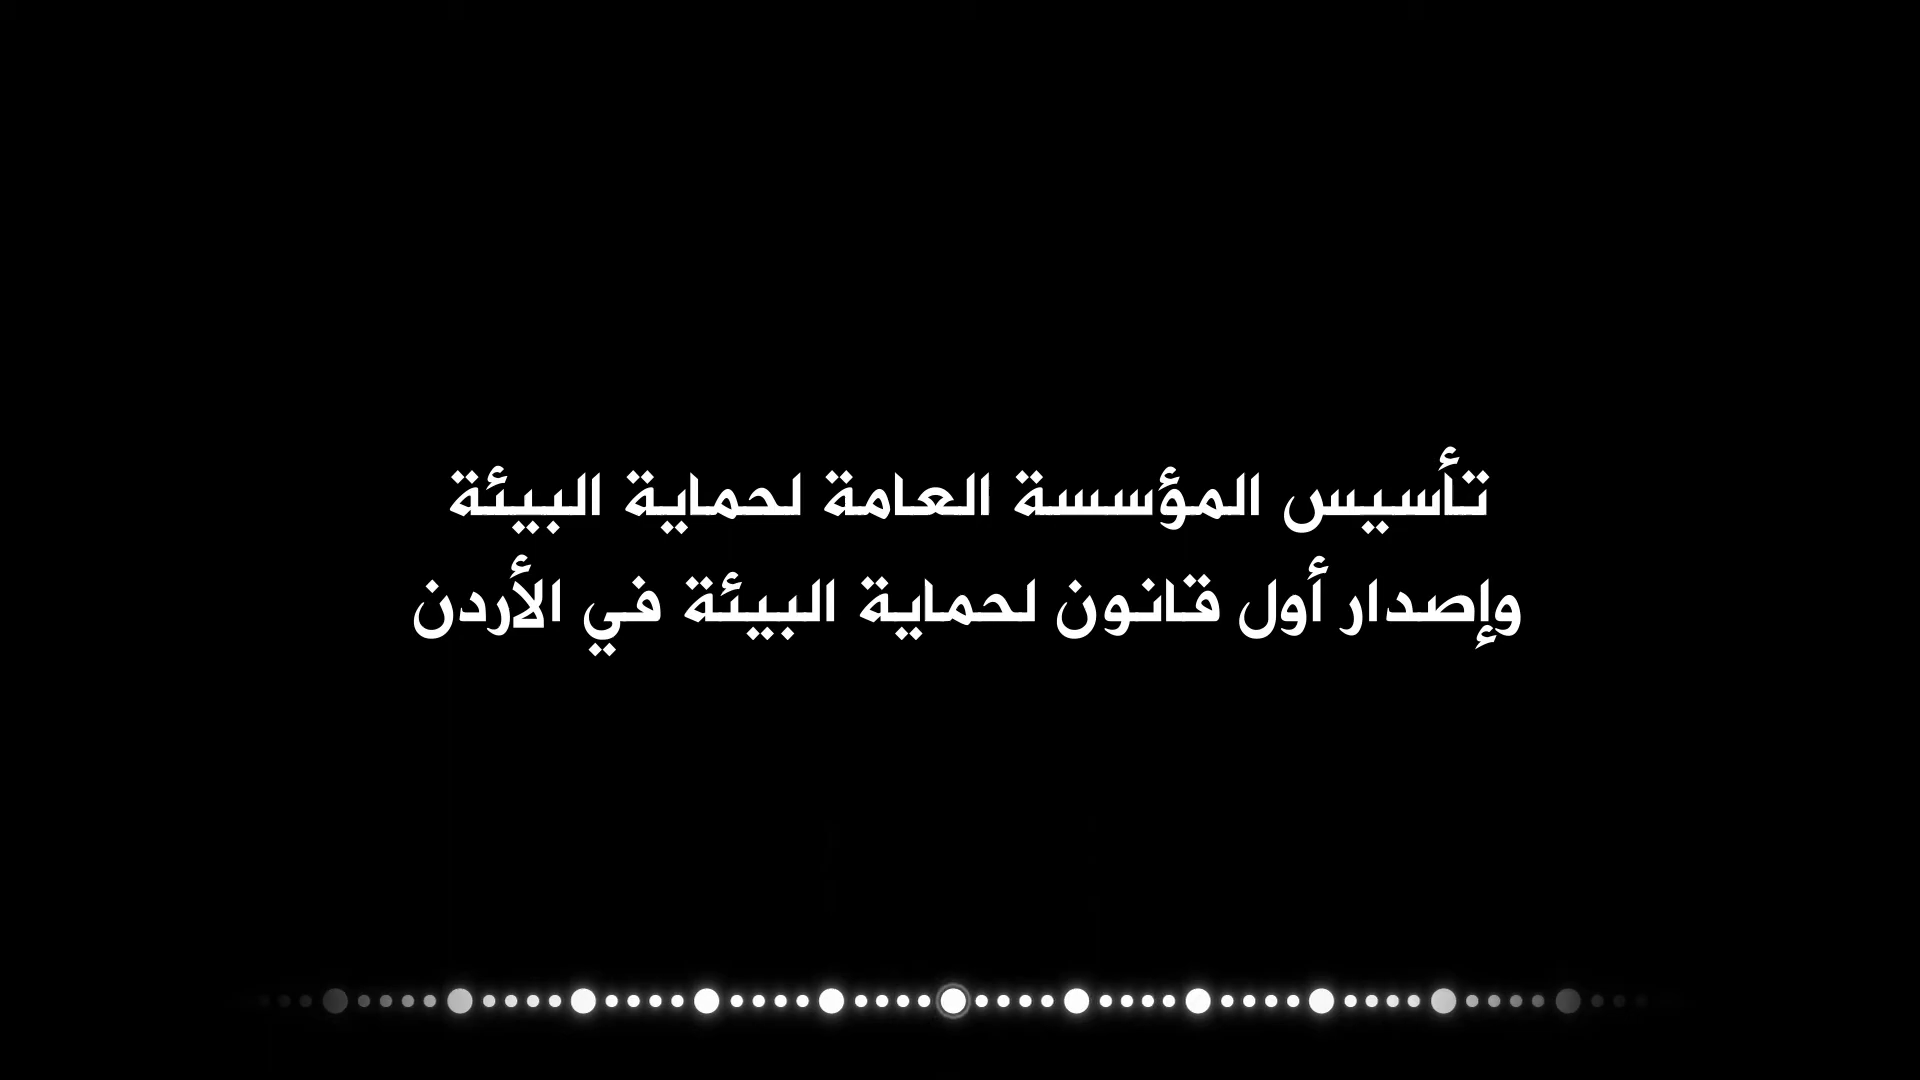 تأسيس المؤسسة العامة لحماية البيئة
وإصدار أول قانون لحماية البيئة في الأردن